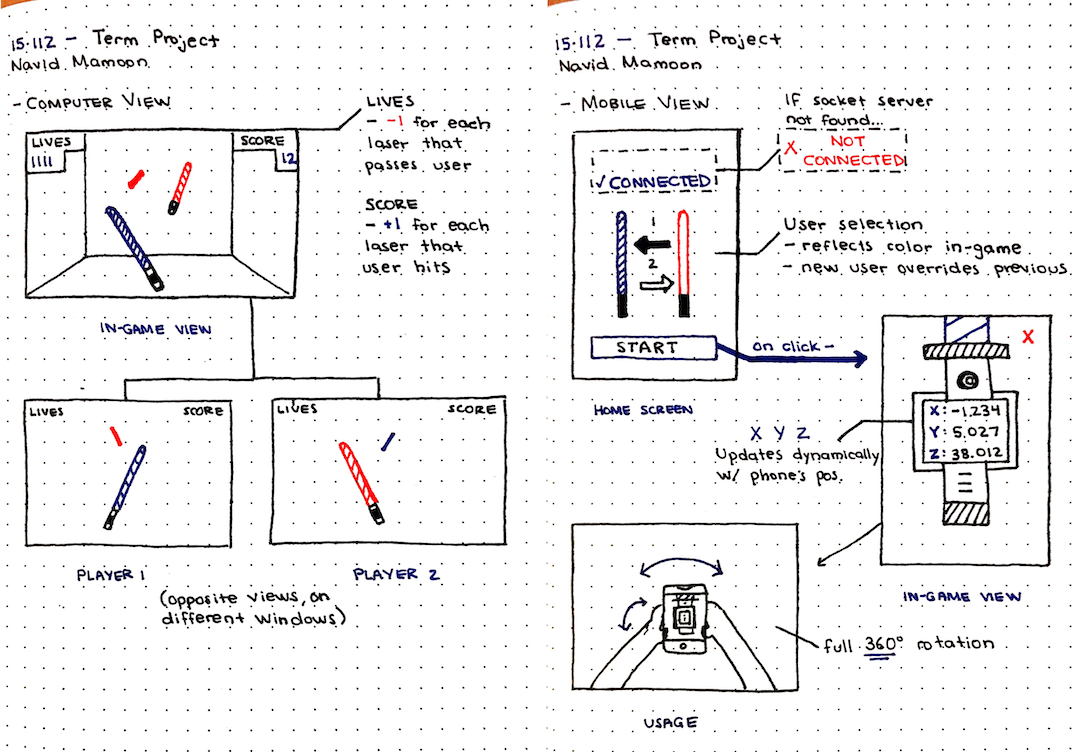 15-112 - Term Project
Navid Mamoon
- COMPUTER VIEW
LIVES
- -1 for each
laser that
passes user
SCORE
- +1 for each
laser that
user hits
LIVES
1111
SCORE
12
IN-GAME VIEW
LIVES
SCORE
LIVES
SCORE
PLAYER 1
PLAYER 2
(opposite views, on
different windows)
15-112 - Term Project
Navid Mamoon
- MOBILE VIEW
IF socket server
not found...
X NOT
CONNECTED
✓ CONNECTED
1
2
User selection
- reflects color in-game
- new user overrides previous.
START
on click -
HOME SCREEN
X
X: -1.234
Y: 5.027
Z: 38.012
X Y Z
Updates dynamically
w/ phone's pos.
IN-GAME VIEW
full 360° rotation
USAGE